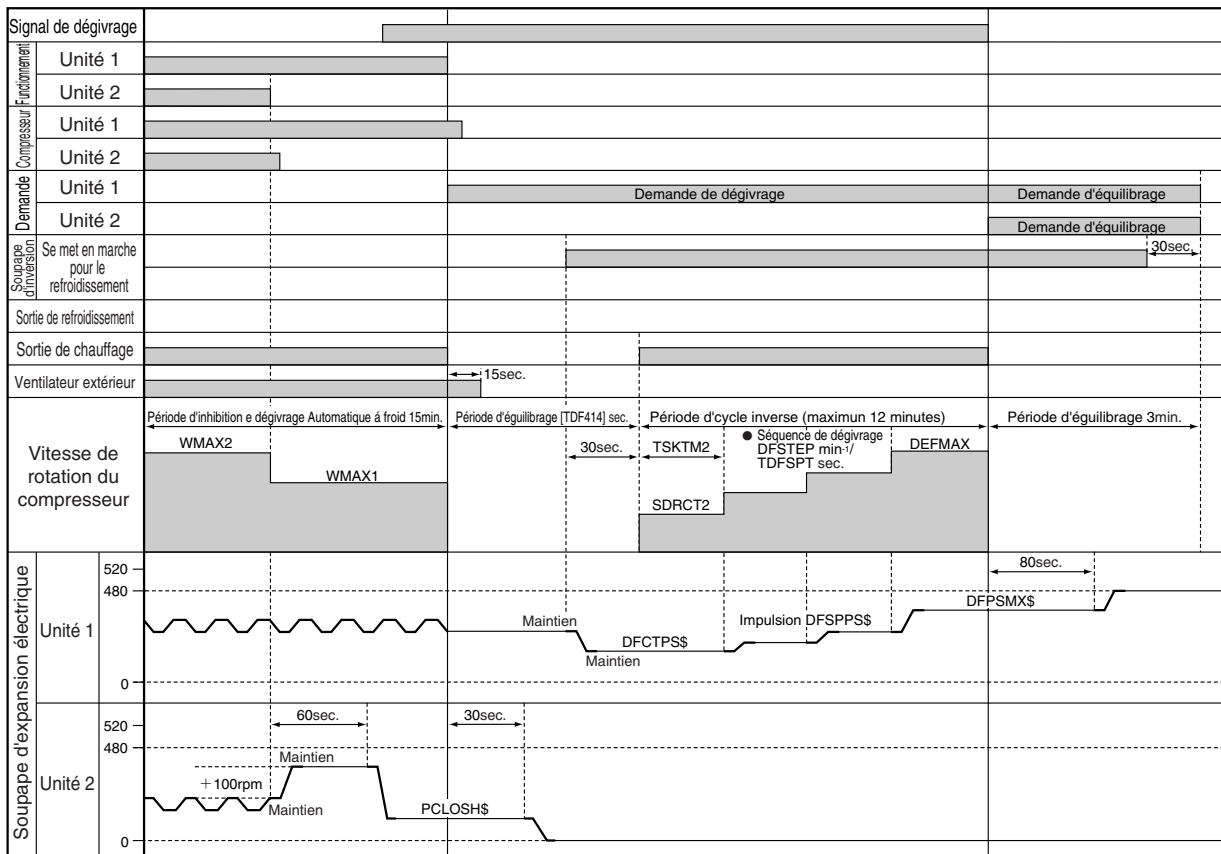 Signal de dégivrage
Functionnement
Unité 1
Unité 2
Compresseur
Unité 1
Unité 2
Demande
Unité 1
Demande de dégivrage
Demande d'équilibrage
Unité 2
Demande d'équilibrage
Soupape
d'inversion
Se met en marche
pour le
refroidissement
30sec.
Sortie de refroidissement
Sortie de chauffage
Ventilateur extérieur
15sec.
Vitesse de
rotation du
compresseur
Période d'inhibition e dégivrage Automatique á froid 15min.
Période d'éguilibrage [TDF414] sec.
Période d'cycle inverse (maximun 12 minutes)
Période d'éguilibrage 3min.
WMAX2
WMAX1
30sec.
TSKTM2
● Séquence de dégivrage
DFSTEP min-1/
TDFSPT sec.
DEFMAX
SDRCT2
Soupape d'expansion électrique
Unité 1
520
480
0
Maintien
DFCTPS$
Maintien
Impulsion DFSPPS$
DFPSMX$
80sec.
Unité 2
520
480
0
60sec.
30sec.
Maintien
+100rpm
Maintien
PCLOSH$